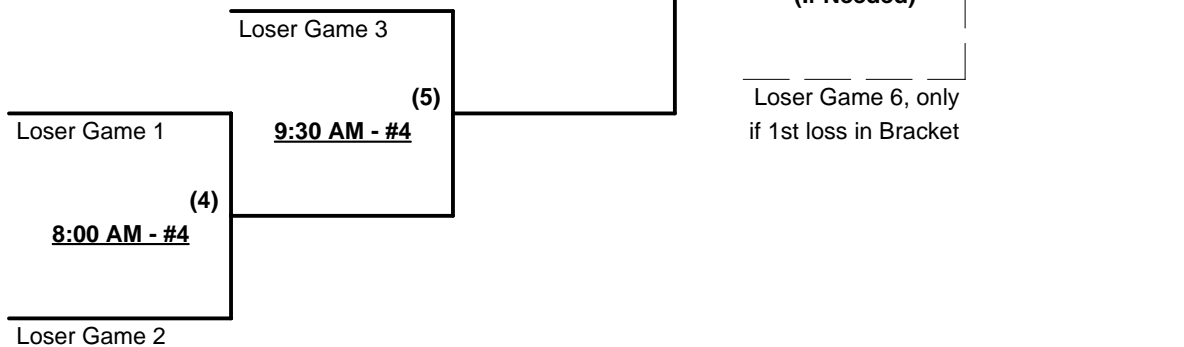 Loser Game 3
(5)
Loser Game 6, only
Loser Game 1
9:30 AM - #4
if 1st loss in Bracket
(4)
8:00 AM - #4
Loser Game 2